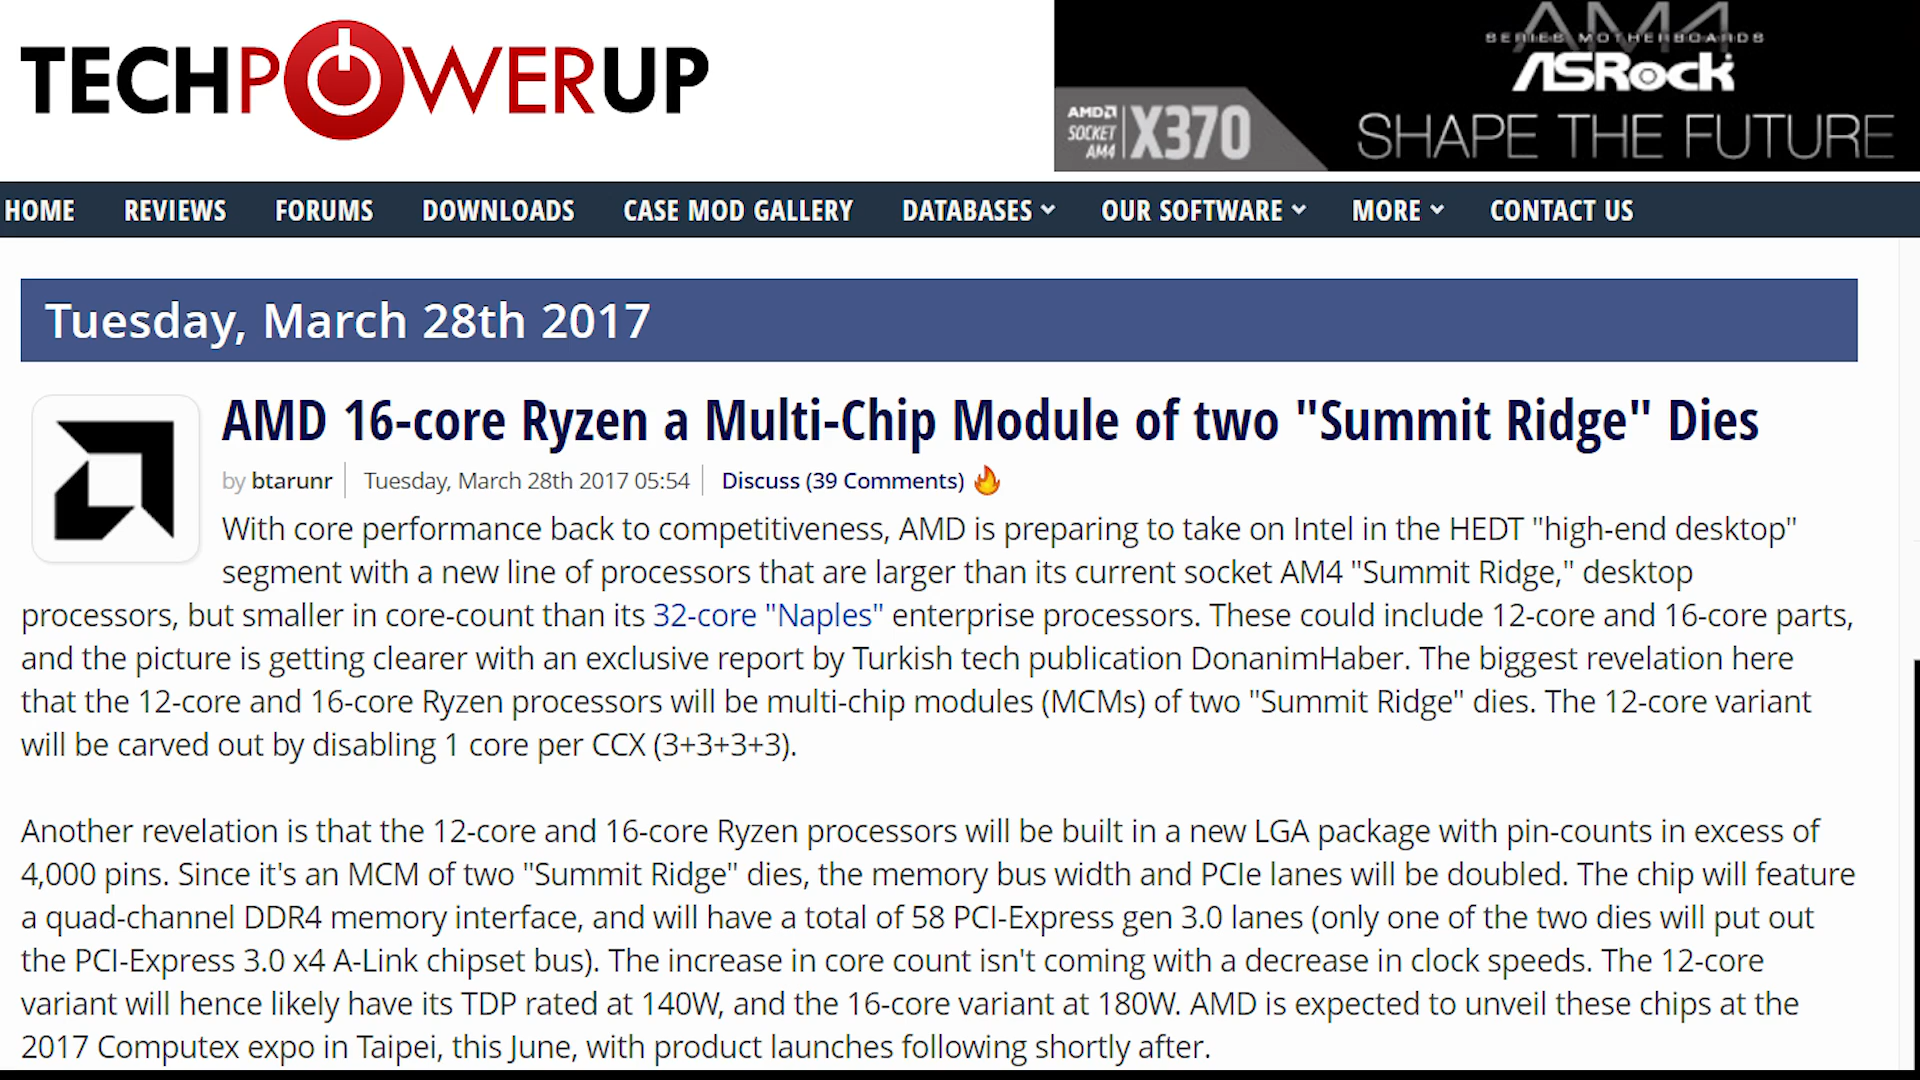 TECHPOWERUP
AM4
SERIES MOTHERBOARDS
ASRock
AMD
SOCKET
AM4
X370
SHAPE THE FUTURE
HOME REVIEWS FORUMS DOWNLOADS CASE MOD GALLERY DATABASES OUR SOFTWARE MORE CONTACT US
Tuesday, March 28th 2017
AMD 16-core Ryzen a Multi-Chip Module of two "Summit Ridge" Dies
by btarunr Tuesday, March 28th 2017 05:54 Discuss (39 Comments)
With core performance back to competitiveness, AMD is preparing to take on Intel in the HEDT "high-end desktop"
segment with a new line of processors that are larger than its current socket AM4 "Summit Ridge," desktop
processors, but smaller in core-count than its 32-core "Naples" enterprise processors. These could include 12-core and 16-core parts,
and the picture is getting clearer with an exclusive report by Turkish tech publication DonanimHaber. The biggest revelation here
that the 12-core and 16-core Ryzen processors will be multi-chip modules (MCMs) of two "Summit Ridge" dies. The 12-core variant
will be carved out by disabling 1 core per CCX (3+3+3+3).
Another revelation is that the 12-core and 16-core Ryzen processors will be built in a new LGA package with pin-counts in excess of
4,000 pins. Since it's an MCM of two "Summit Ridge" dies, the memory bus width and PCIe lanes will be doubled. The chip will feature
a quad-channel DDR4 memory interface, and will have a total of 58 PCI-Express gen 3.0 lanes (only one of the two dies will put out
the PCI-Express 3.0 x4 A-Link chipset bus). The increase in core count isn't coming with a decrease in clock speeds. The 12-core
variant will hence likely have its TDP rated at 140W, and the 16-core variant at 180W. AMD is expected to unveil these chips at the
2017 Computex expo in Taipei, this June, with product launches following shortly after.